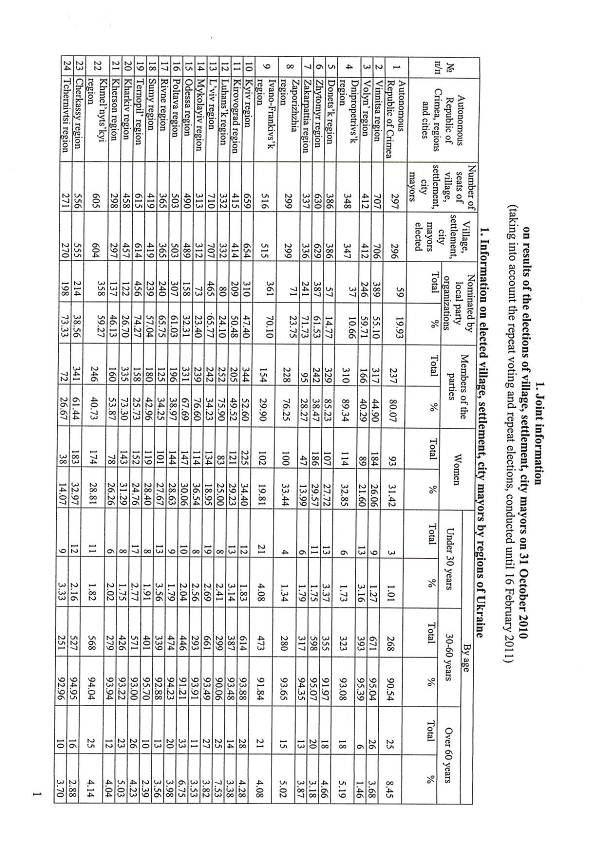 1. Joint information
on results of the elections of village, settlement, city mayors on 31 October 2010
(taking into account the repeat voting and repeat elections, conducted until 16 February 2011)
1. Information on elected village, settlement, city mayors by regions of Ukraine
№ п/п Autonomous Republic of Crimea, regions and cities Number of seats of village, settlement, city mayors Village, settlement, city mayors elected Nominated by local party organizations Members of the parties Women By age
Under 30 years 30-60 years Over 60 years
Total % Total % Total % Total % Total % Total %
1 Autonomous Republic of Crimea 297 296 59 19.93 237 80.07 93 31.42 3 1.01 268 90.54 25 8.45
2 Vinnitsa region 707 706 389 55.10 317 44.90 184 26.06 9 1.27 671 95.04 26 3.68
3 Volyn' region 412 412 246 59.71 166 40.29 89 21.60 13 3.16 393 95.39 6 1.46
4 Dnipropetrivs'k region 348 347 37 10.66 310 89.34 114 32.85 6 1.73 323 93.08 18 5.19
5 Donets'k region 386 386 57 14.77 329 85.23 107 27.72 13 3.37 355 91.97 18 4.66
6 Zhytomyr region 630 629 387 61.53 242 38.47 186 29.57 11 1.75 598 95.07 20 3.18
7 Zakarpattia region 337 336 241 71.73 95 28.27 47 13.99 6 1.79 317 94.35 13 3.87
8 Zaporizhzhia region 299 299 71 23.75 228 76.25 100 33.44 4 1.34 280 93.65 15 5.02
9 Ivano-Frankivs'k region 516 515 361 70.10 154 29.90 102 19.81 21 4.08 473 91.84 21 4.08
10 Kyiv region 659 654 310 47.40 344 52.60 225 34.40 12 1.83 614 93.88 28 4.28
11 Kirovograd region 415 414 209 50.48 205 49.52 121 29.23 13 3.14 387 93.48 14 3.38
12 Luhans'k region 332 332 80 24.10 252 75.90 83 25.00 8 2.41 299 90.06 25 7.53
13 L'viv region 710 707 465 65.77 242 34.23 134 18.95 19 2.69 661 93.49 27 3.82
14 Mykolayiv region 313 312 73 23.40 239 76.60 114 36.54 8 2.56 293 93.91 11 3.53
15 Odessa region 490 489 158 32.31 331 67.69 147 30.06 10 2.04 446 91.21 33 6.75
16 Poltava region 503 503 307 61.03 196 38.97 144 28.63 9 1.79 474 94.23 20 3.98
17 Rivne region 365 365 240 65.75 125 34.25 101 27.67 13 3.56 339 92.88 13 3.56
18 Sumy region 419 419 239 57.04 180 42.96 119 28.40 8 1.91 401 95.70 10 2.39
19 Ternopil' region 615 614 456 74.27 158 25.73 152 24.76 17 2.77 571 93.00 26 4.23
20 Kharkiv region 458 457 122 26.70 335 73.30 143 31.29 8 1.75 426 93.22 23 5.03
21 Kherson region 298 297 137 46.13 160 53.87 78 26.26 6 2.02 279 93.94 12 4.04
22 Khmel'nyts'kyi region 605 604 358 59.27 246 40.73 174 28.81 11 1.82 568 94.04 25 4.14
23 Cherkassy region 556 555 214 38.56 341 61.44 183 32.97 12 2.16 527 94.95 16 2.88
24 Tchernivtsi region 271 270 198 73.33 72 26.67 38 14.07 9 3.33 251 92.96 10 3.70
1